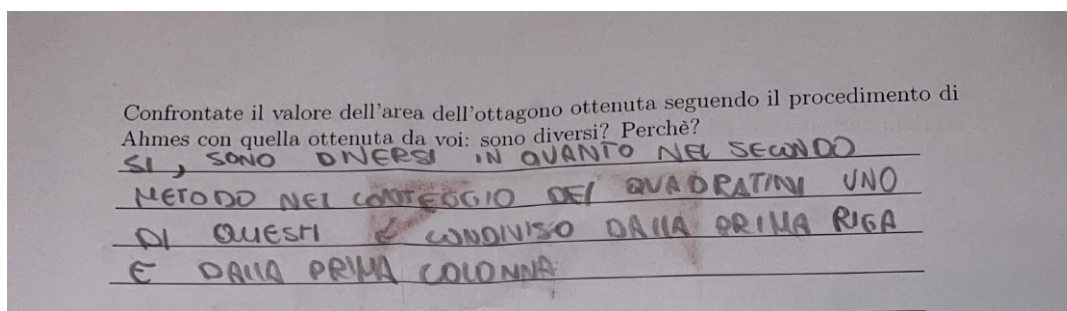 Confrontate il valore dell'area dell'ottagono ottenuta seguendo il procedimento di
Ahmes con quella ottenuta da voi: sono diversi? Perchè?
SI, SONO DIVERSI IN QUANTO NEL SECONDO
METODO NEL CONTEGGIO DEI QUADRATINI UNO
DI QUESTI È CONDIVISO DALLA PRIMA RIGA
E DALLA PRIMA COLONNA